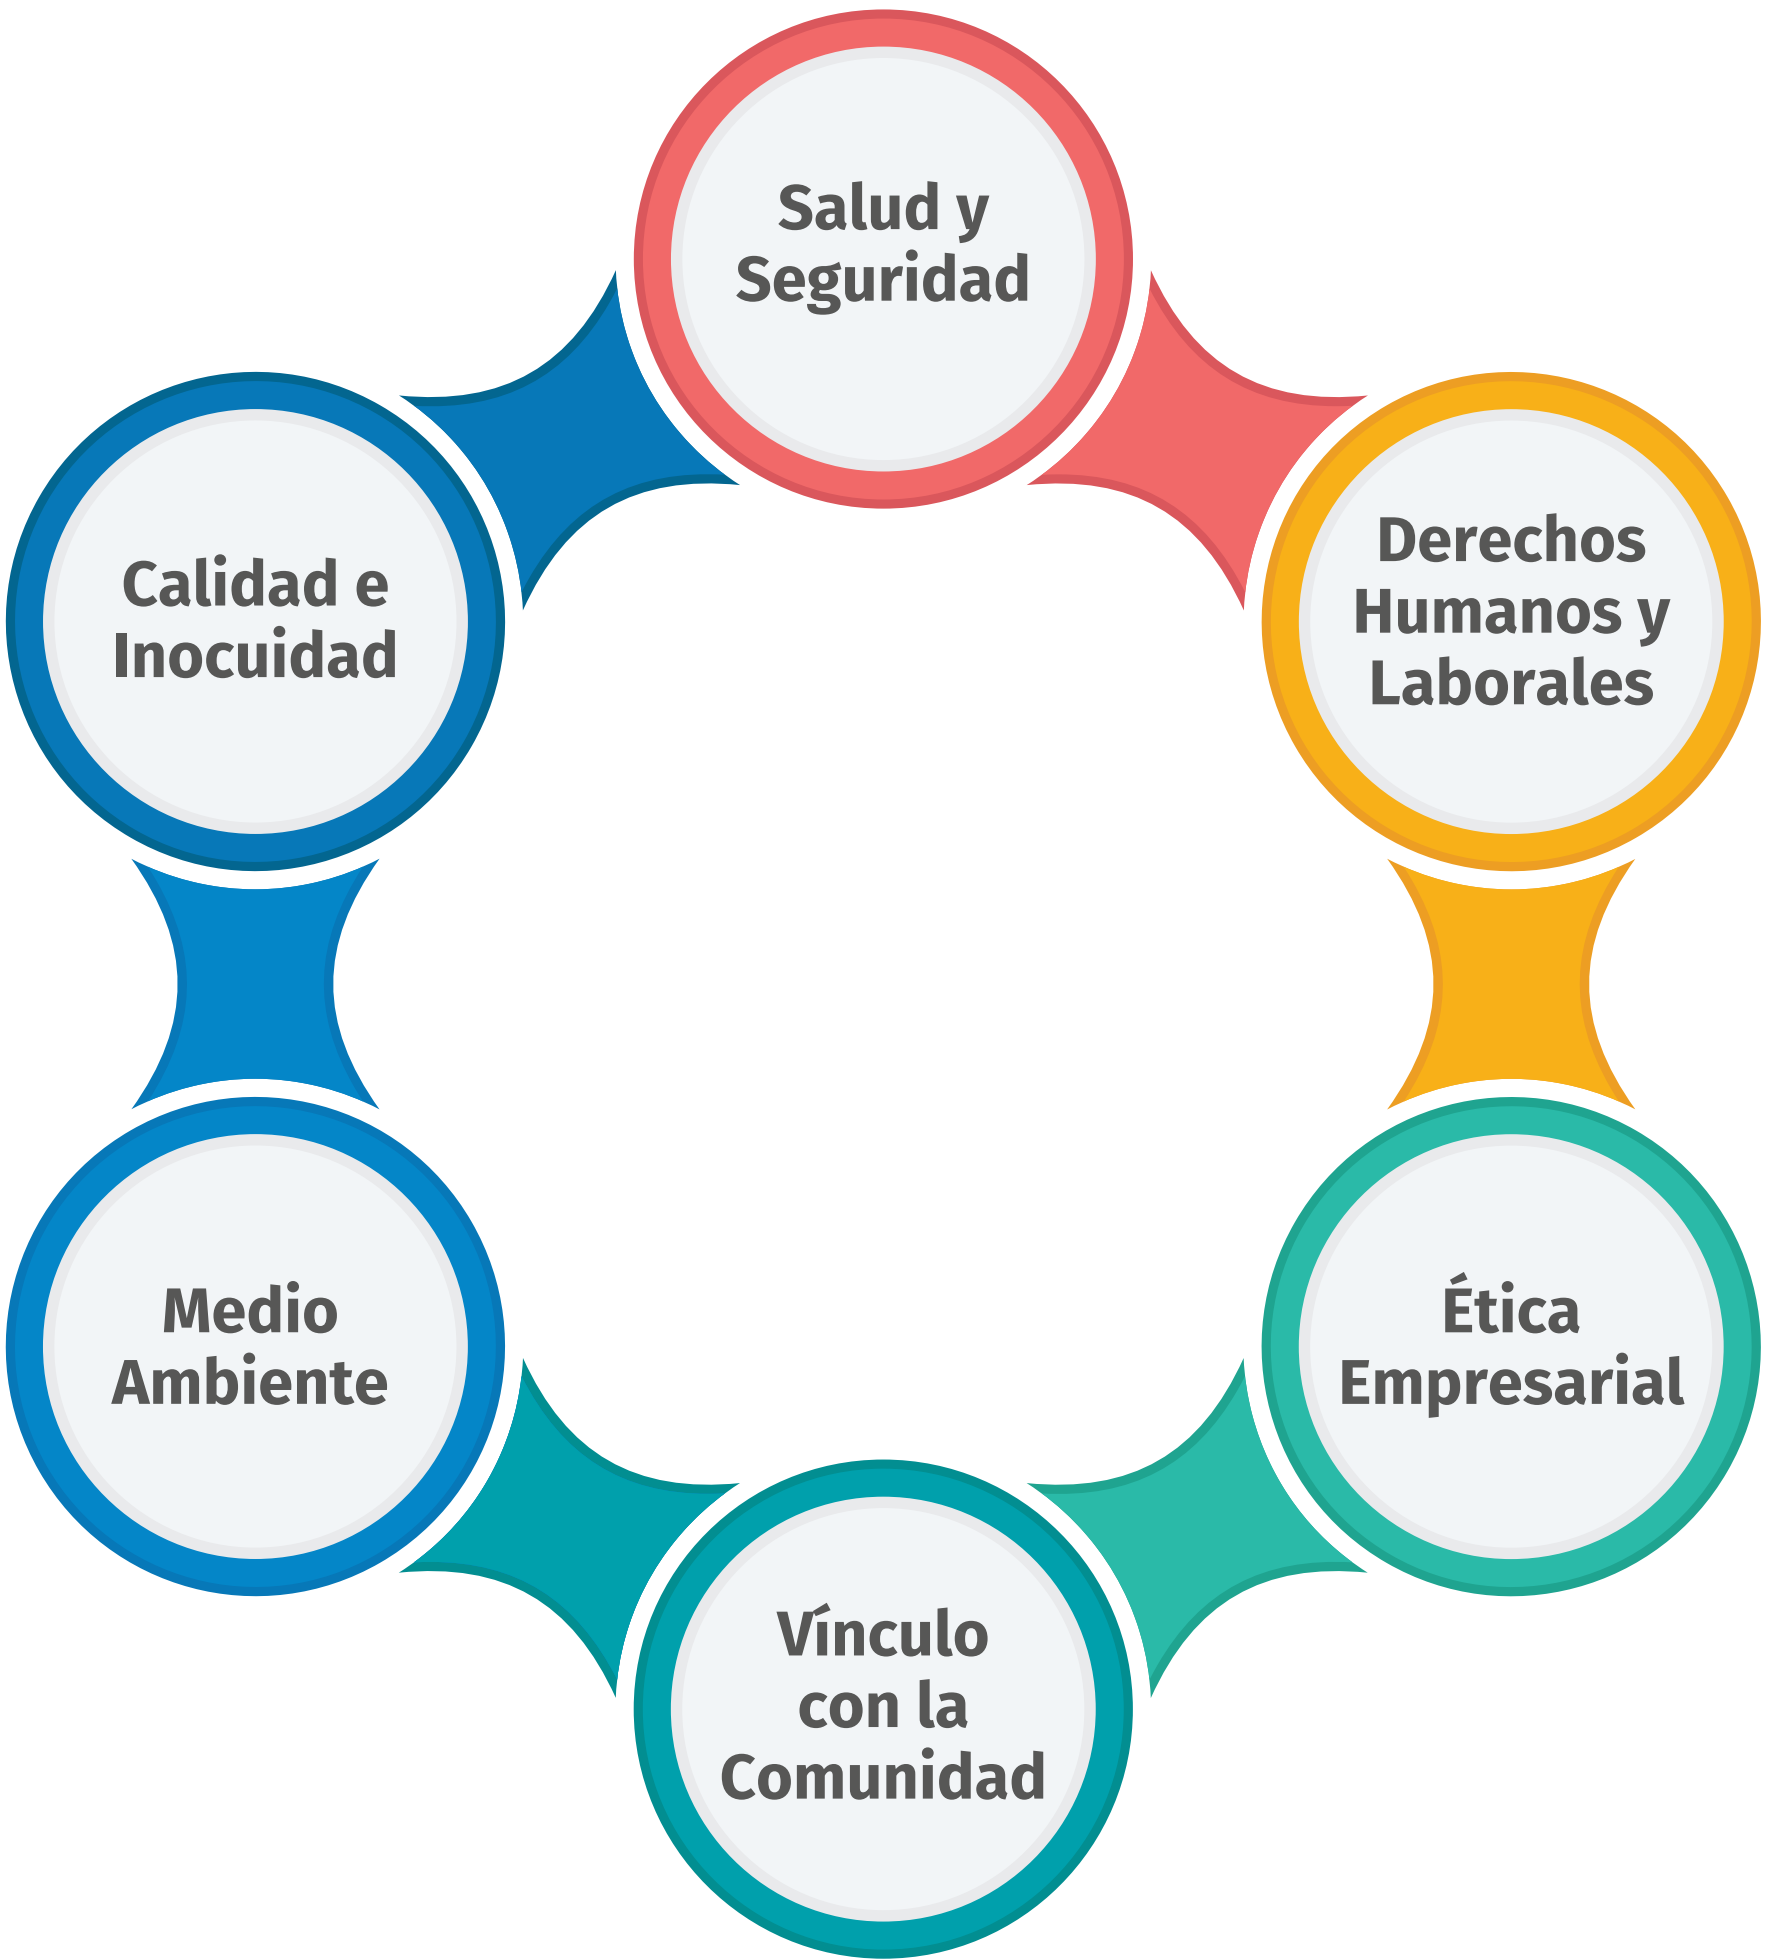 Salud y
Seguridad
Derechos
Humanos y
Laborales
Ética
Empresarial
Vínculo
con la
Comunidad
Medio
Ambiente
Calidad e
Inocuidad